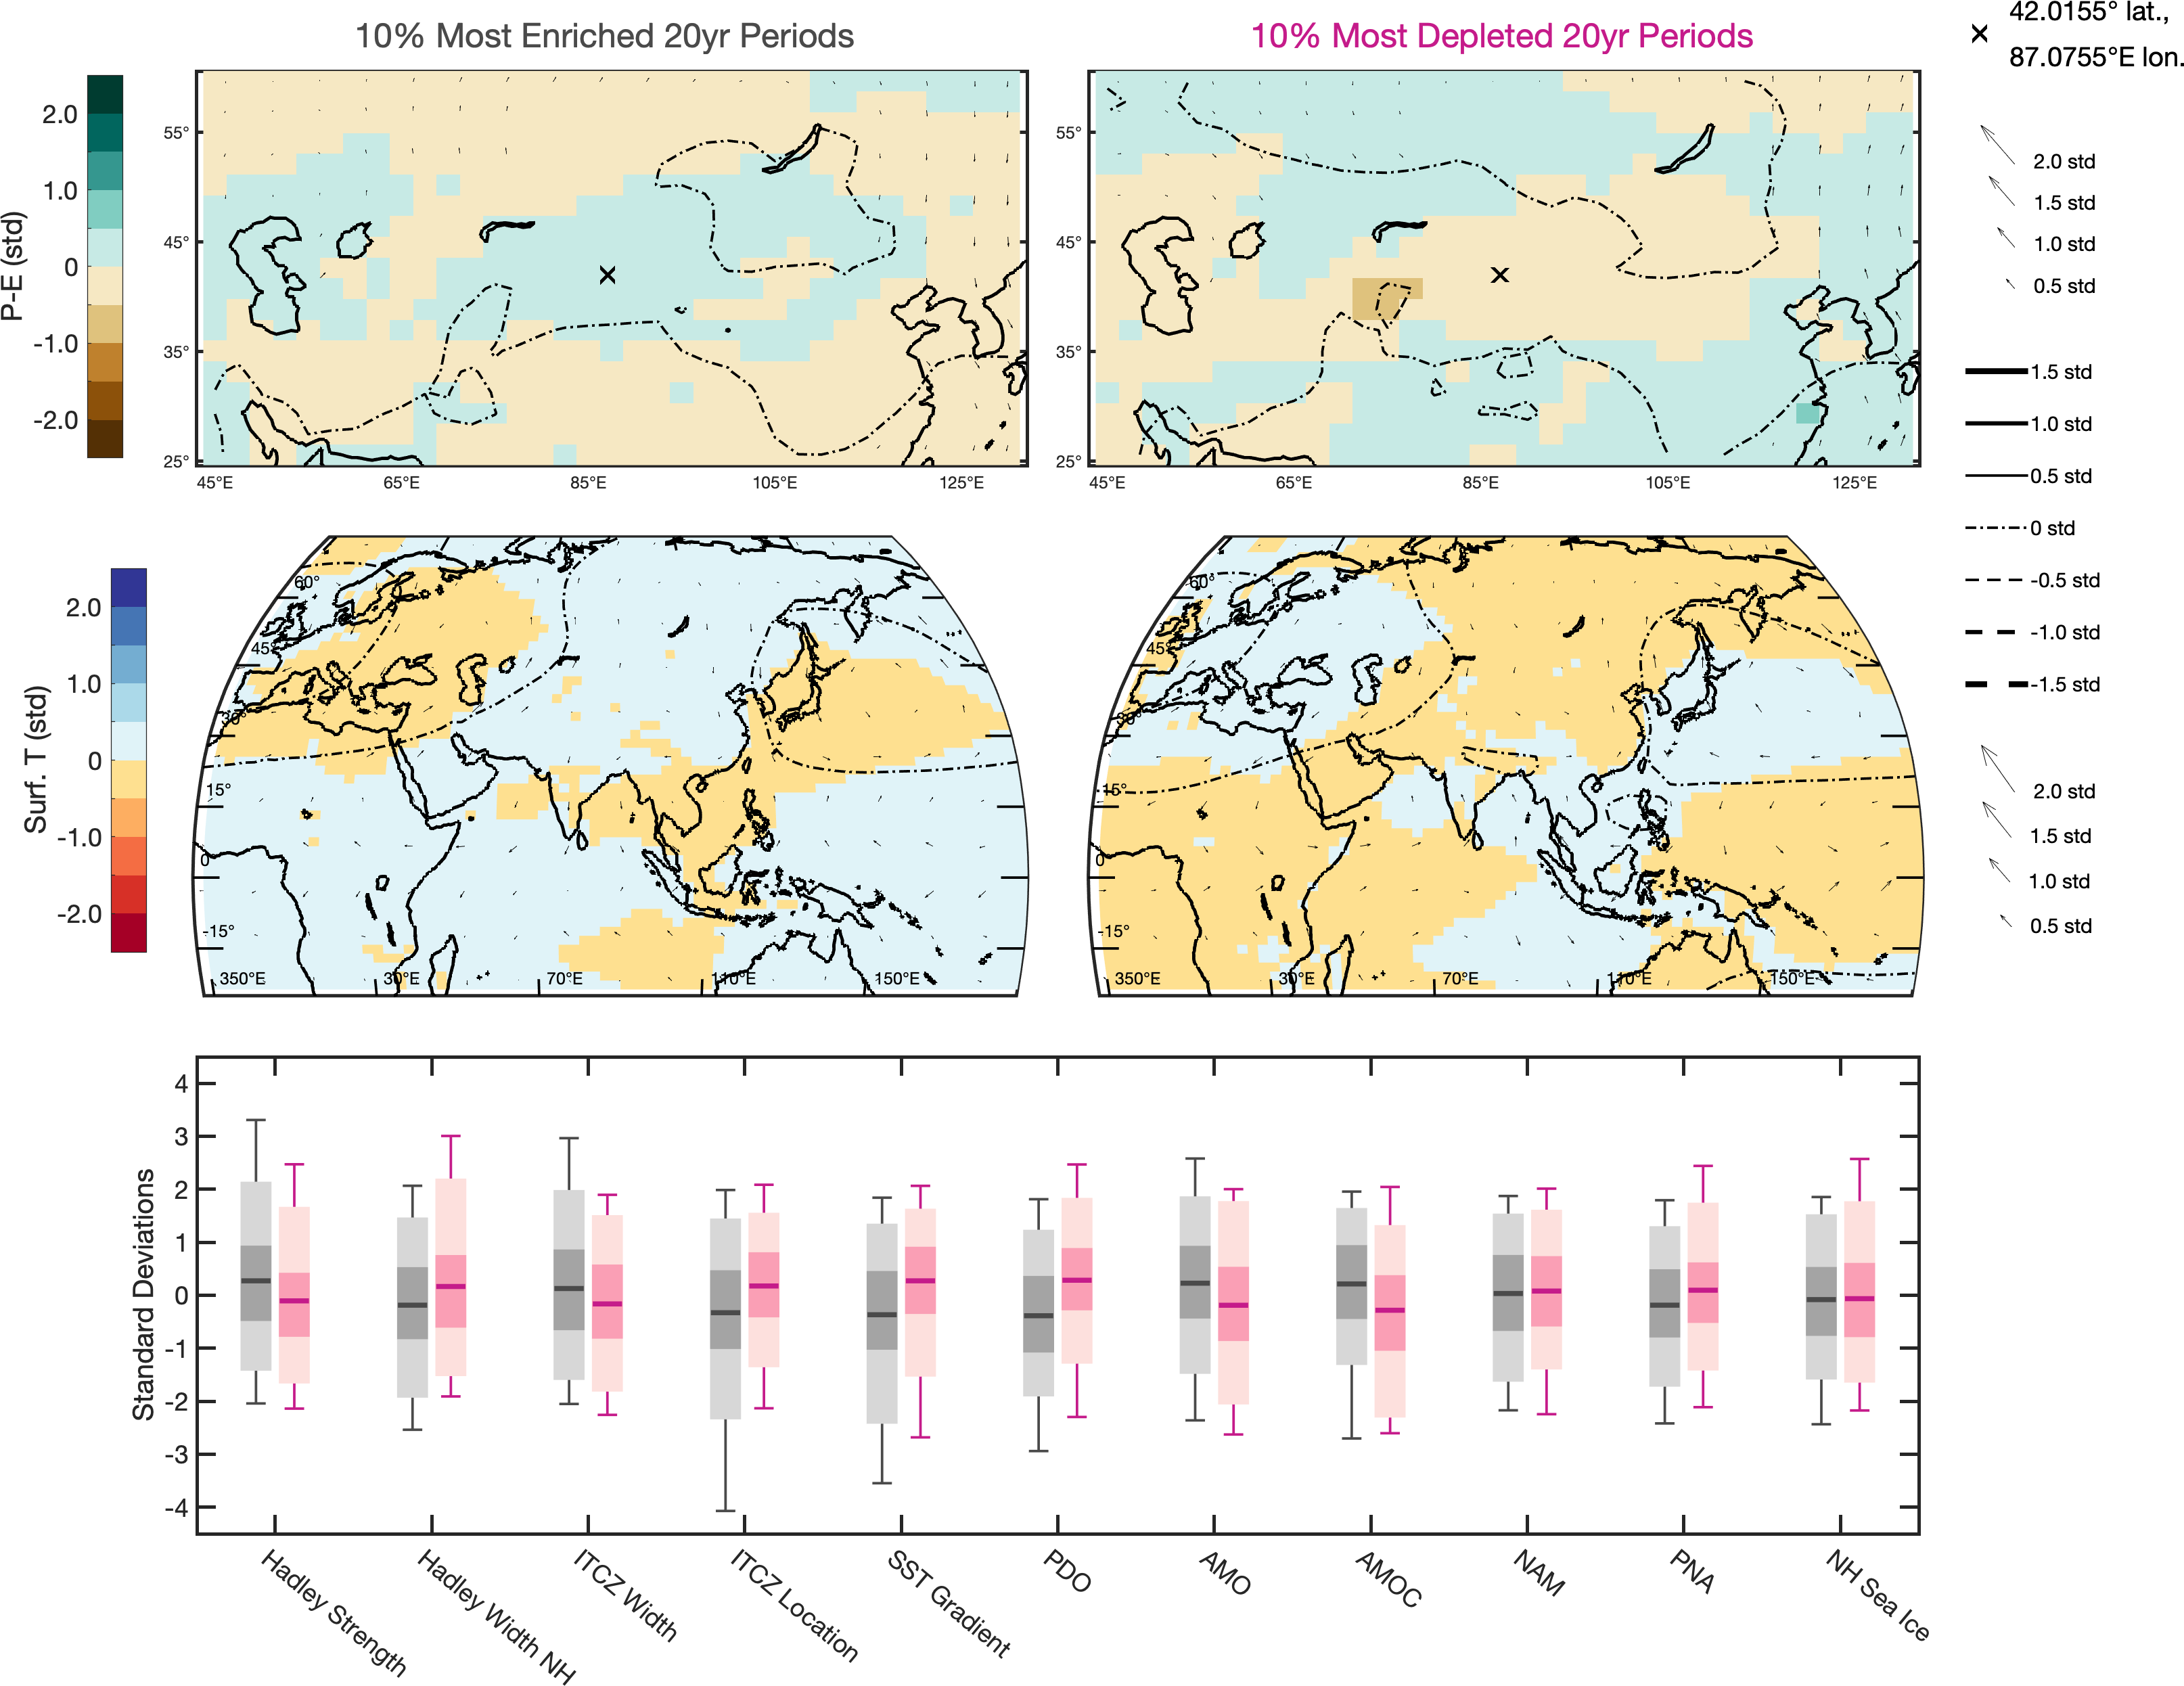 10% Most Enriched 20yr Periods
10% Most Depleted 20yr Periods
42.0155° lat.,
87.0755°E lon.
P-E (std)
2.0
1.0
0
-1.0
-2.0
55°
45°
35°
25°
45°E
65°E
85°E
105°E
125°E
55°
45°
35°
25°
45°E
65°E
85°E
105°E
125°E
2.0 std
1.5 std
1.0 std
0.5 std
1.5 std
1.0 std
0.5 std
0 std
-0.5 std
-1.0 std
-1.5 std
Surf. T (std)
2.0
1.0
0
-1.0
-2.0
60°
45°
30°
15°
0
-15°
350°E
30°E
70°E
110°E
150°E
60°
45°
30°
15°
0
-15°
350°E
30°E
70°E
110°E
150°E
2.0 std
1.5 std
1.0 std
0.5 std
Standard Deviations
4
3
2
1
0
-1
-2
-3
-4
Hadley Strength
Hadley Width NH
ITCZ Width
ITCZ Location
SST Gradient
PDO
AMO
AMOC
NAM
PNA
NH Sea Ice